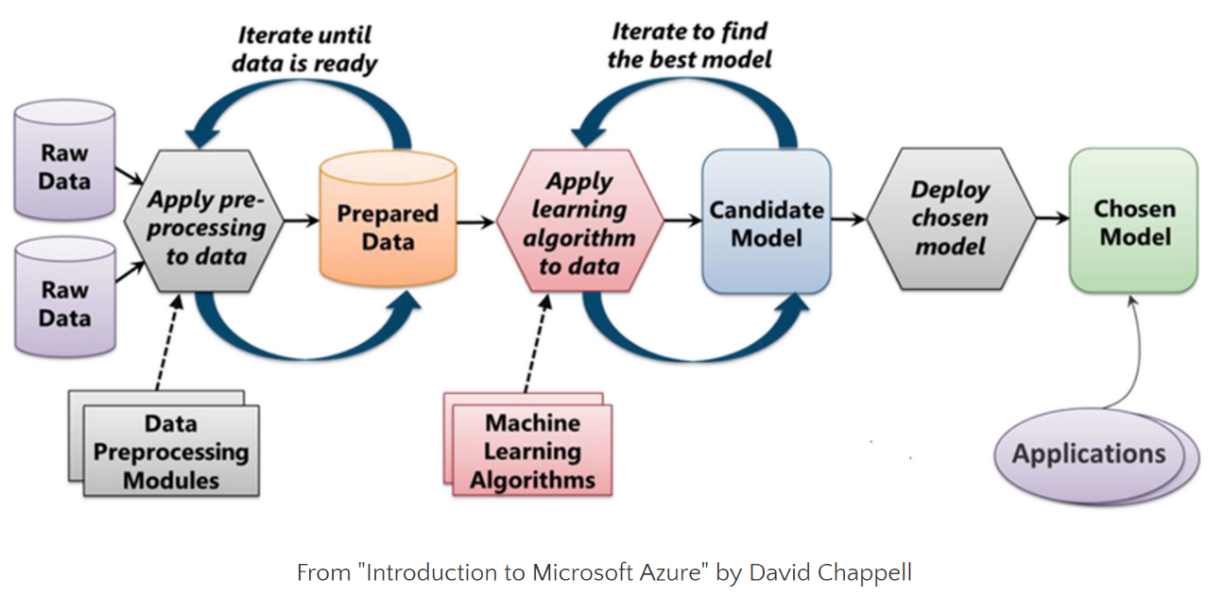 Iterate until
data is ready
Iterate to find
the best model
Raw
Data
Raw
Data
Apply pre-
processing
to data
Prepared
Data
Apply
learning
algorithm
to data
Candidate
Model
Deploy
chosen
model
Chosen
Model
Data
Preprocessing
Modules
Machine
Learning
Algorithms
Applications
From "Introduction to Microsoft Azure" by David Chappell